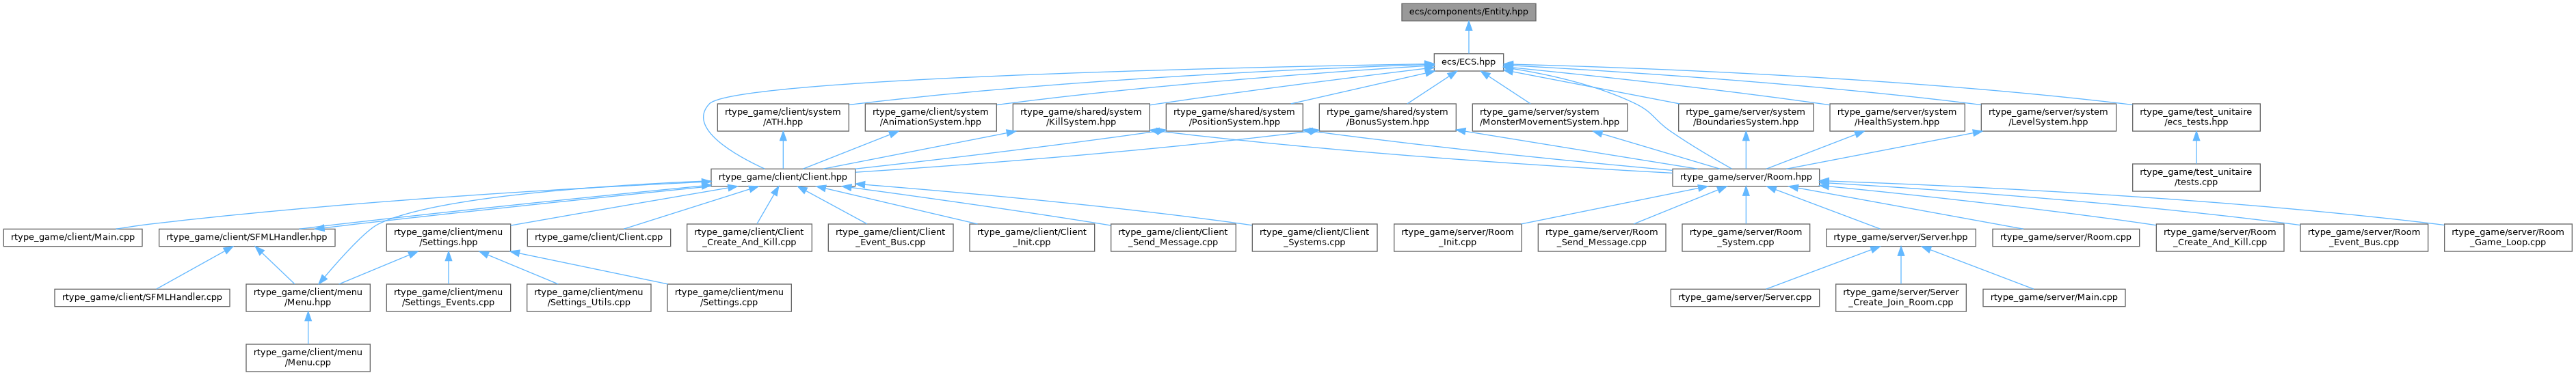 ecs/components/Entity.hpp
ecs/ECS.hpp
rtype_game/client/system
/ATH.hpp
rtype_game/client/system
/AnimationSystem.hpp
rtype_game/shared/system
/KillSystem.hpp
rtype_game/shared/system
/PositionSystem.hpp
rtype_game/shared/system
/BonusSystem.hpp
rtype_game/server/system
/MonsterMovementSystem.hpp
rtype_game/server/system
/BoundariesSystem.hpp
rtype_game/server/system
/HealthSystem.hpp
rtype_game/server/system
/LevelSystem.hpp
rtype_game/test_unitaire
/ecs_tests.hpp
rtype_game/client/Client.hpp
rtype_game/server/Room.hpp
rtype_game/test_unitaire
/tests.cpp
rtype_game/client/Main.cpp
rtype_game/client/SFMLHandler.hpp
rtype_game/client/menu
/Settings.hpp
rtype_game/client/Client.cpp
rtype_game/client/Client
_Create_And_Kill.cpp
rtype_game/client/Client
_Event_Bus.cpp
rtype_game/client/Client
_Init.cpp
rtype_game/client/Client
_Send_Message.cpp
rtype_game/client/Client
_Systems.cpp
rtype_game/server/Room
_Init.cpp
rtype_game/server/Room
_Send_Message.cpp
rtype_game/server/Room
_System.cpp
rtype_game/server/Server.hpp
rtype_game/server/Room.cpp
rtype_game/server/Room
_Create_And_Kill.cpp
rtype_game/server/Room
_Event_Bus.cpp
rtype_game/server/Room
_Game_Loop.cpp
rtype_game/client/SFMLHandler.cpp
rtype_game/client/menu
/Menu.hpp
rtype_game/client/menu
/Settings_Events.cpp
rtype_game/client/menu
/Settings_Utils.cpp
rtype_game/client/menu
/Settings.cpp
rtype_game/server/Server.cpp
rtype_game/server/Server
_Create_Join_Room.cpp
rtype_game/server/Main.cpp
rtype_game/client/menu
/Menu.cpp